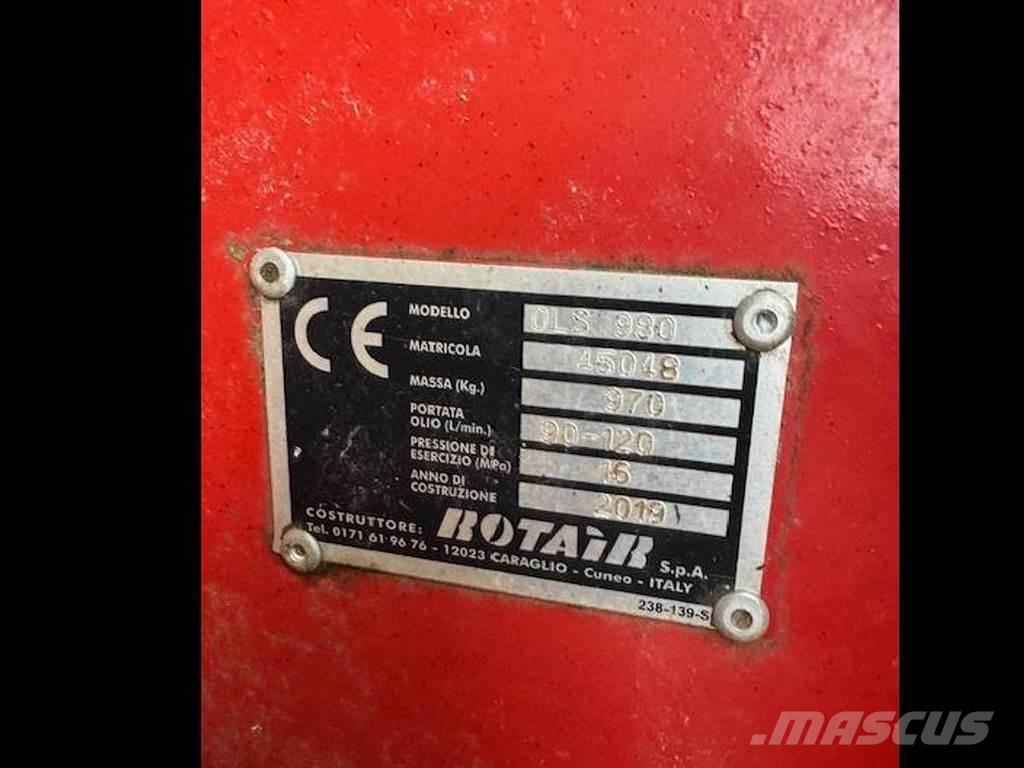 CE
MODELLO OLS 980
MATRICOLA 45048
MASSA (Kg.) 970
PORTATA
OLIO (L/min.) 90-120
PRESSIONE DI
ESERCIZIO (MPa) 16
ANNO DI
COSTRUZIONE 2019
COSTRUTTORE: ROTAIR S.p.A.
Tel. 0171 61 96 76 - 12023 CARAGLIO - Cuneo - ITALY
238-139-S
.MASCUS